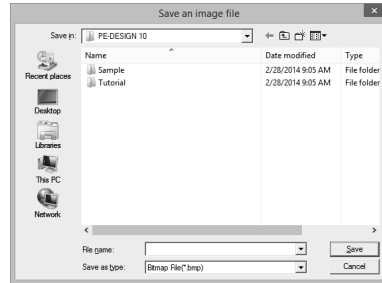 Save an image file
Save in: PE-DESIGN 10
Name Date modified Type
Sample 2/28/2014 9:05 AM File folder
Tutorial 2/28/2014 9:05 AM File folder
Recent places
Desktop
Libraries
This PC
Network
File name: Save
Save as type: Bitmap File(*.bmp) Cancel